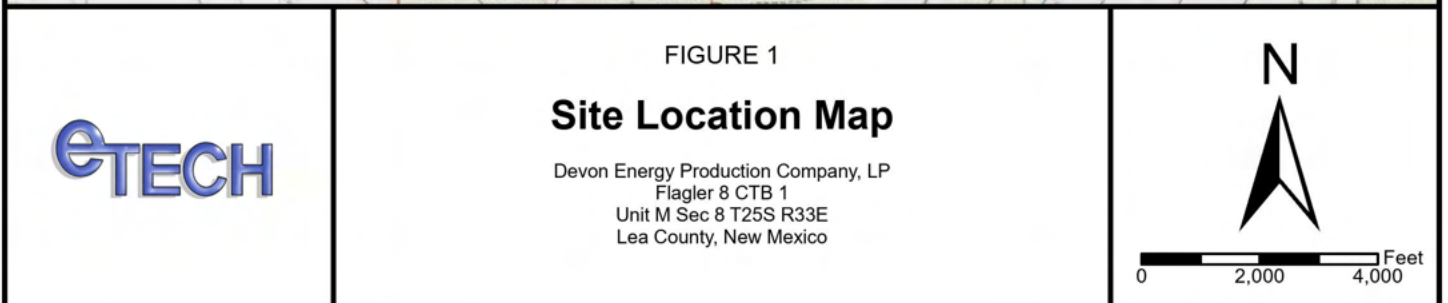 eTECH
FIGURE 1
Site Location Map
Devon Energy Production Company, LP
Flagler 8 CTB 1
Unit M Sec 8 T25S R33E
Lea County, New Mexico
N
Feet
0 2,000 4,000